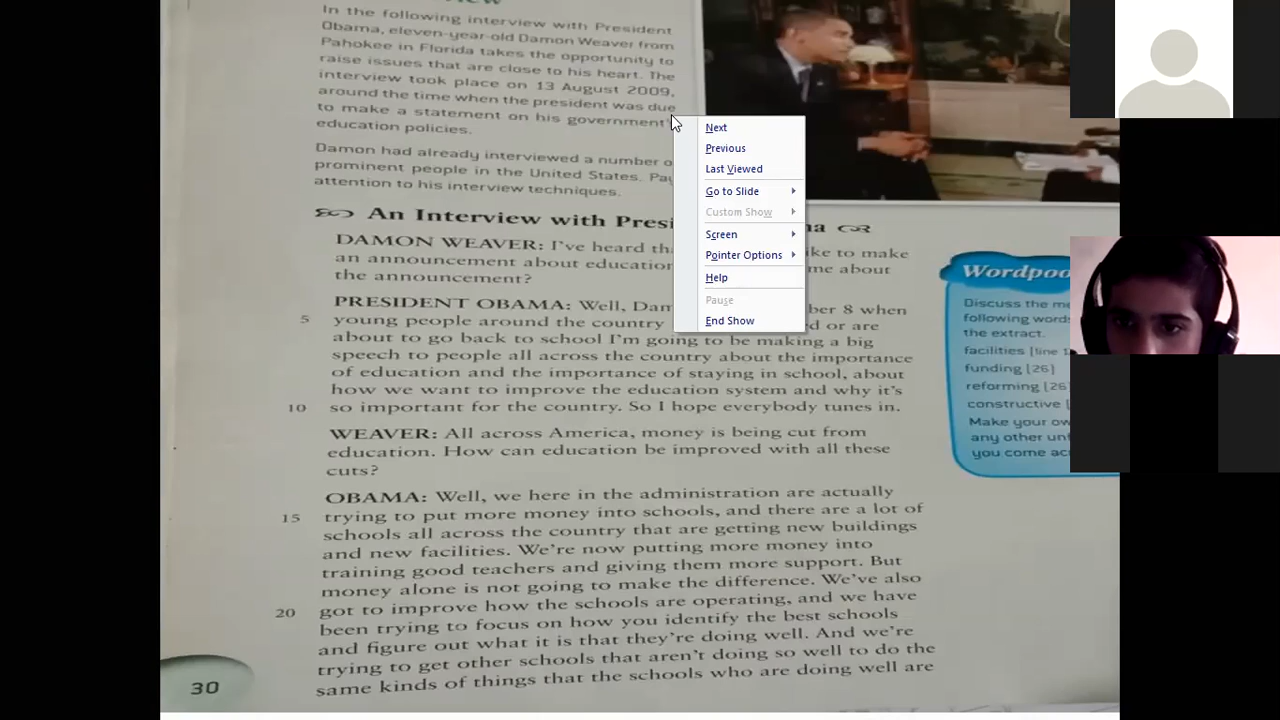 In the following interview with President
Obama, eleven-year-old Damon Weaver from
Pahokee in Florida takes the opportunity to
raise issues that are close to his heart. The
interview took place on 13 August 2009,
around the time when the president was due
to make a statement on his government'
education policies.
Damon had already interviewed a number o
prominent people in the United States. Pa
attention to his interview techniques.
An Interview with Presi
DAMON WEAVER: I've heard tha ike to make
an announcement about education me about
the announcement?
PRESIDENT OBAMA: Well, Dam ber 8 when
5 young people around the country d or are
about to go back to school I'm going to be making a big
speech to people all across the country about the importance
of education and the importance of staying in school, about
how we want to improve the education system and why it's
10 so important for the country. So I hope everybody tunes in.
WEAVER: All across America, money is being cut from
education. How can education be improved with all these
cuts?
OBAMA: Well, we here in the administration are actually
15 trying to put more money into schools, and there are a lot of
schools all across the country that are getting new buildings
and new facilities. We're now putting more money into
training good teachers and giving them more support. But
money alone is not going to make the difference. We've also
20 got to improve how the schools are operating, and we have
been trying to focus on how you identify the best schools
and figure out what it is that they're doing well. And we're
trying to get other schools that aren't doing so well to do the
same kinds of things that the schools who are doing well are
30
Next
Previous
Last Viewed
Go to Slide
Custom Show
Screen
Pointer Options
Help
Pause
End Show
Wordpoo
Discuss the me
following word
the extract.
facilities [line 1
funding [26]
reforming [26
constructive [
Make your ow
any other un
you come ac